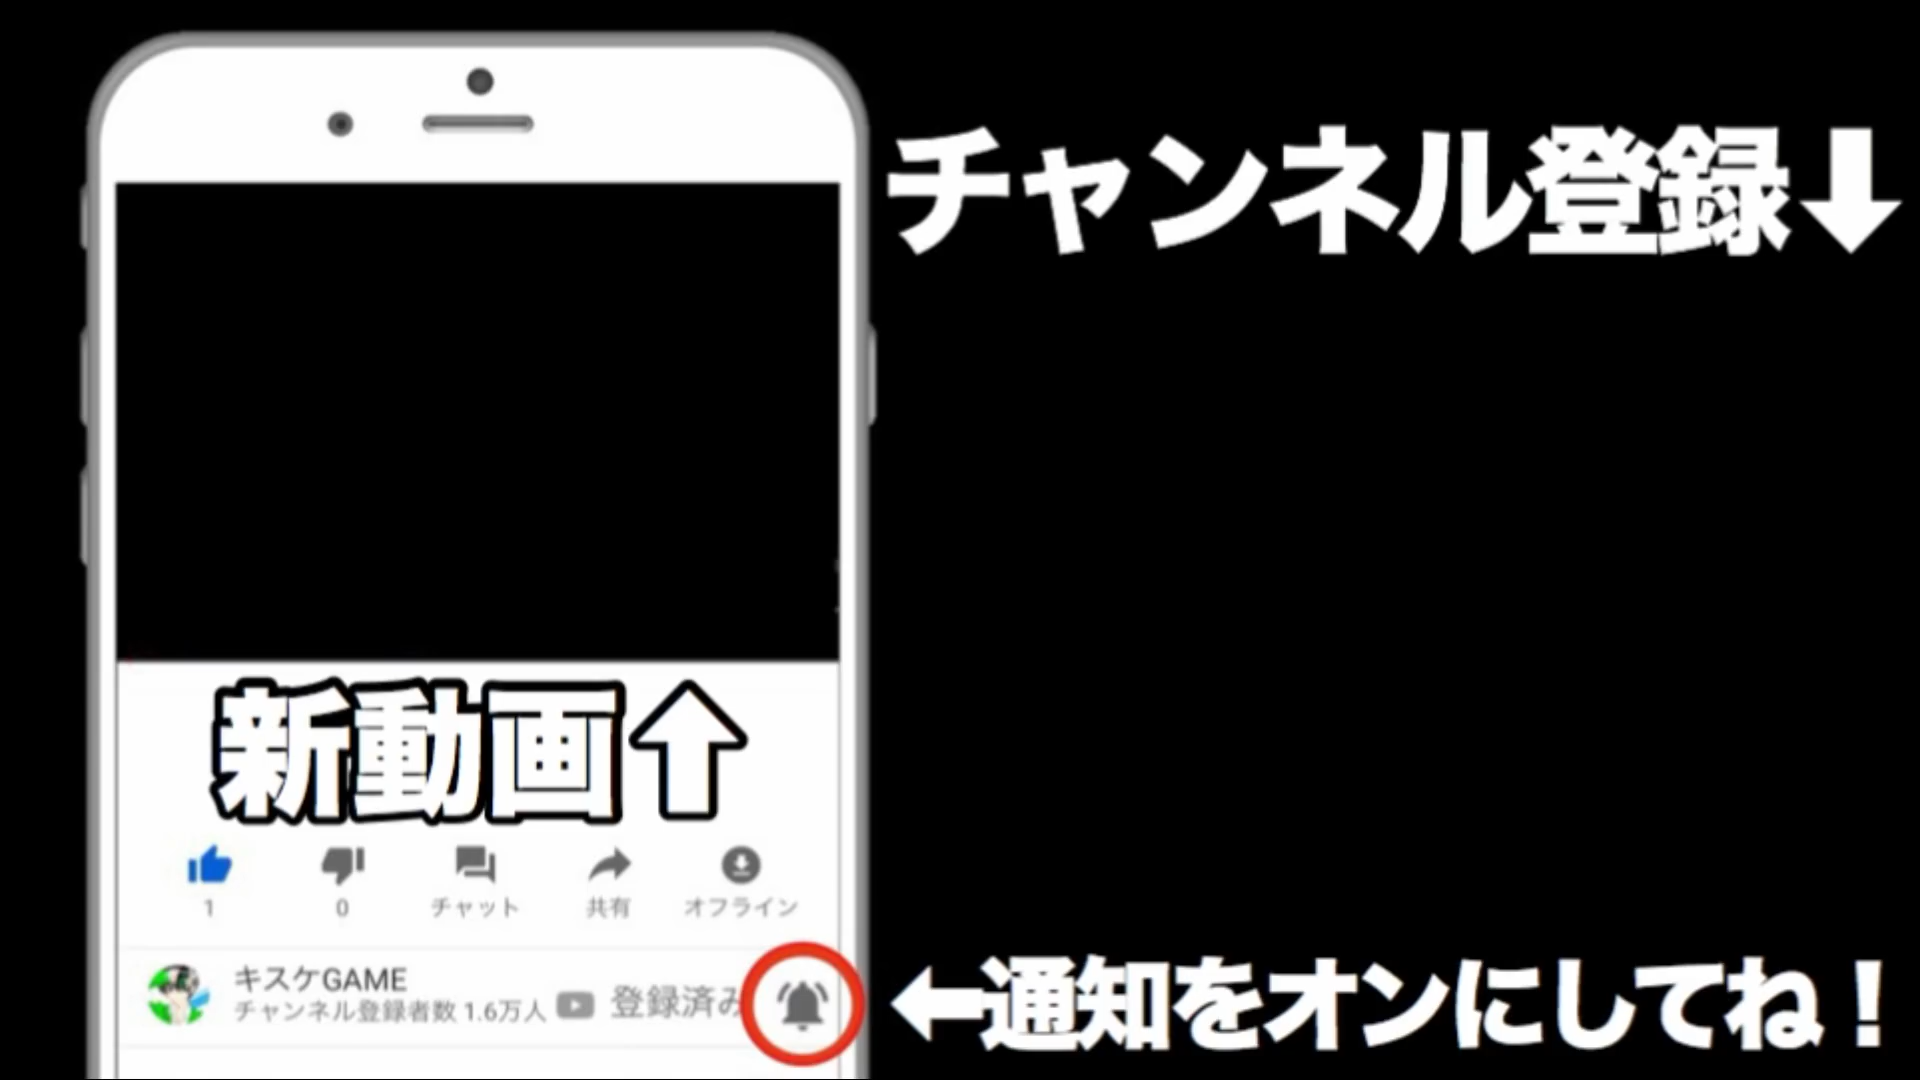 チャンネル登録⬇
新動画↑
1
0
チャット
共有
オフライン
キスケGAME
チャンネル登録者数 1.6万人
登録済み
⬅通知をオンにしてね！